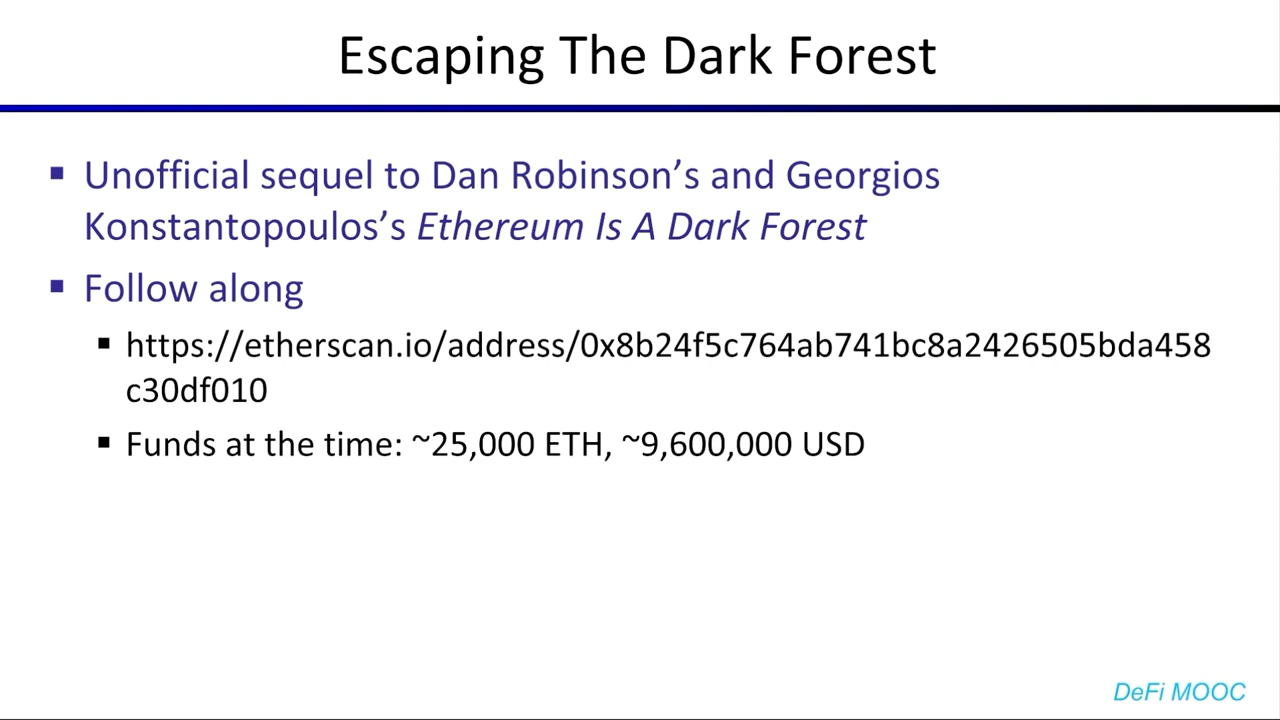 Escaping The Dark Forest
▪ Unofficial sequel to Dan Robinson’s and Georgios
Konstantopoulos’s Ethereum Is A Dark Forest
▪ Follow along
▪ https://etherscan.io/address/0x8b24f5c764ab741bc8a2426505bda458
c30df010
▪ Funds at the time: ~25,000 ETH, ~9,600,000 USD
DeFi MOOC